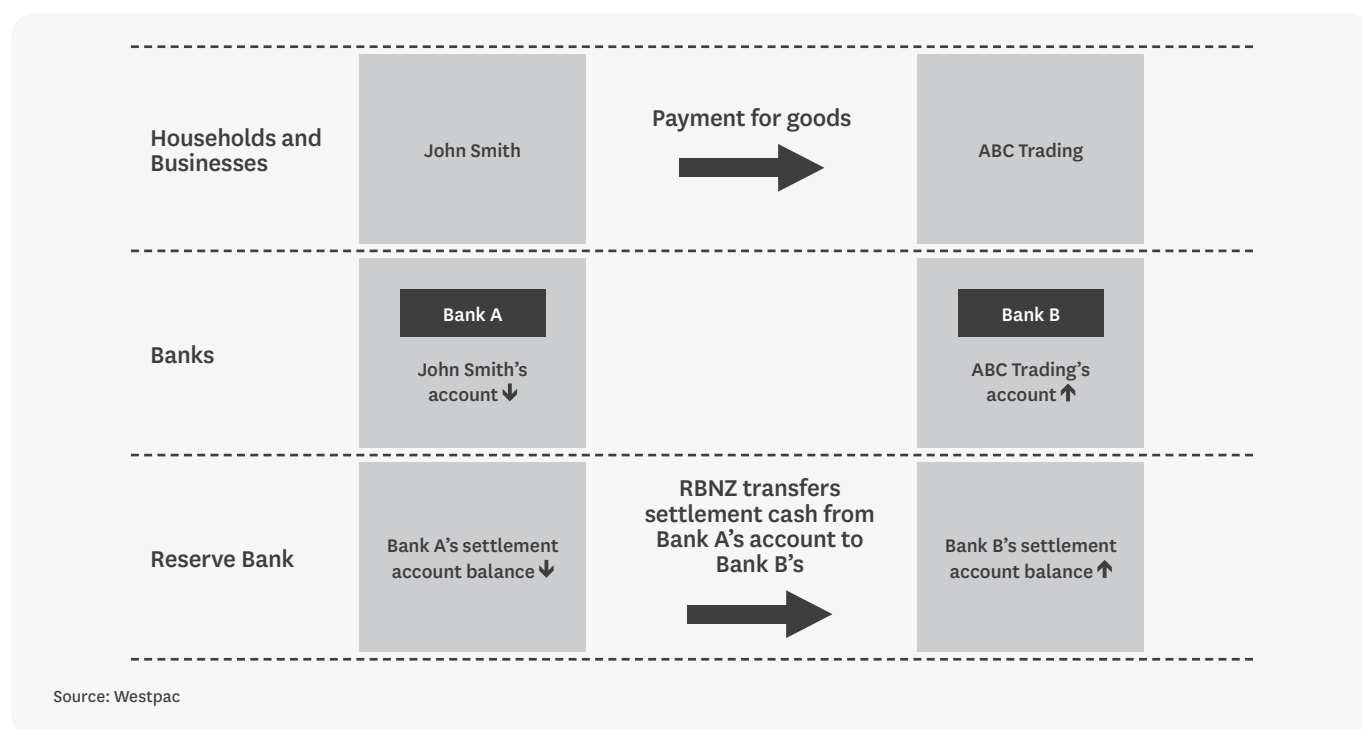 Households and
Businesses
John Smith
Payment for goods
ABC Trading
Banks
Bank A
John Smith’s
account ↓
Bank B
ABC Trading’s
account ↑
Reserve Bank
Bank A’s settlement
account balance ↓
RBNZ transfers
settlement cash from
Bank A’s account to
Bank B’s
Bank B’s settlement
account balance ↑
Source: Westpac